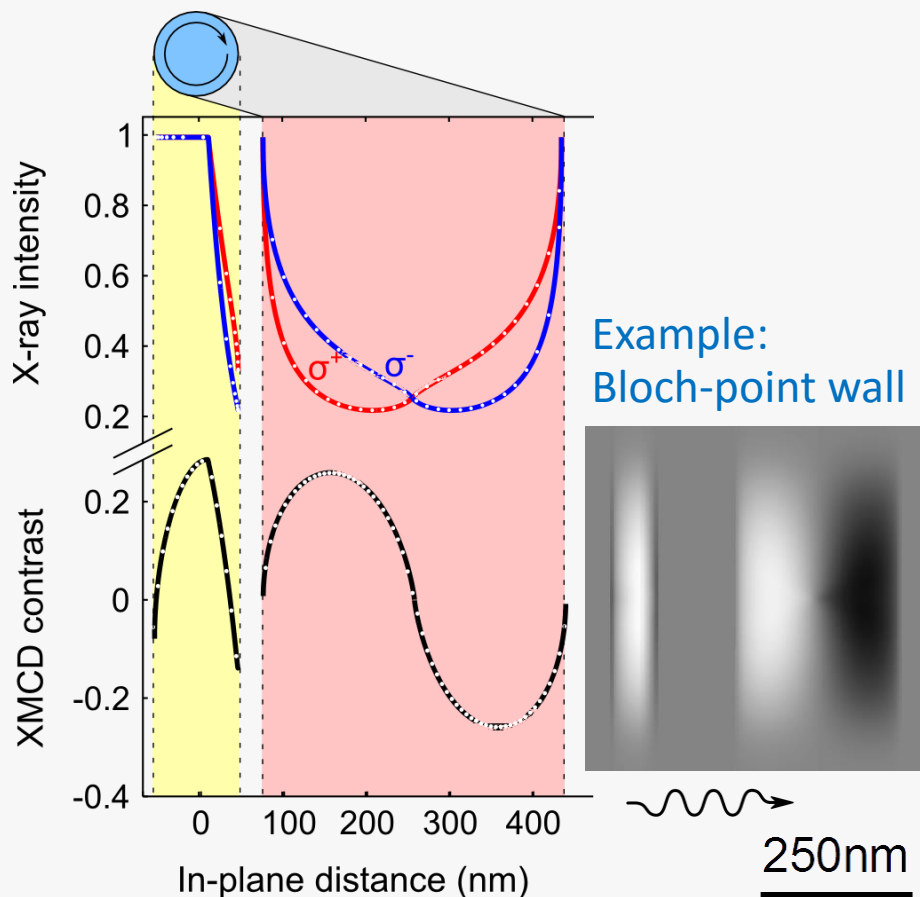 X-ray intensity
1
0.8
0.6
0.4
0.2
σ+
σ-
XMCD contrast
0.2
0
-0.2
-0.4
0 100 200 300 400
In-plane distance (nm)
Example:
Bloch-point wall
250nm